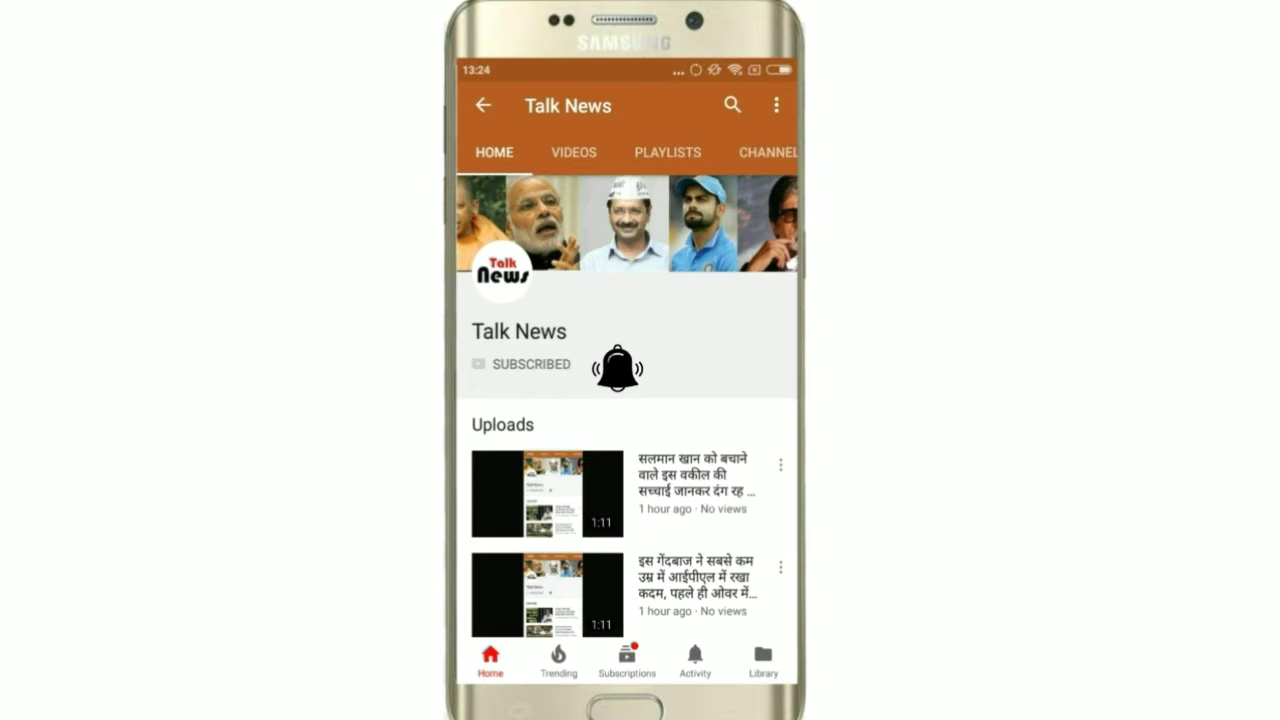 SAMSUNG
13:24
Talk News
HOME VIDEOS PLAYLISTS CHANNEL
Talk
News
Talk News
SUBSCRIBED
Uploads
सलमान खान को बचाने
वाले इस वकील की
सच्चाई जानकर दंग रह ...
1 hour ago · No views
1:11
इस गेंदबाज ने सबसे कम
उम्र में आईपीएल में रखा
कदम, पहले ही ओवर में...
1 hour ago · No views
1:11
Home Trending Subscriptions Activity Library